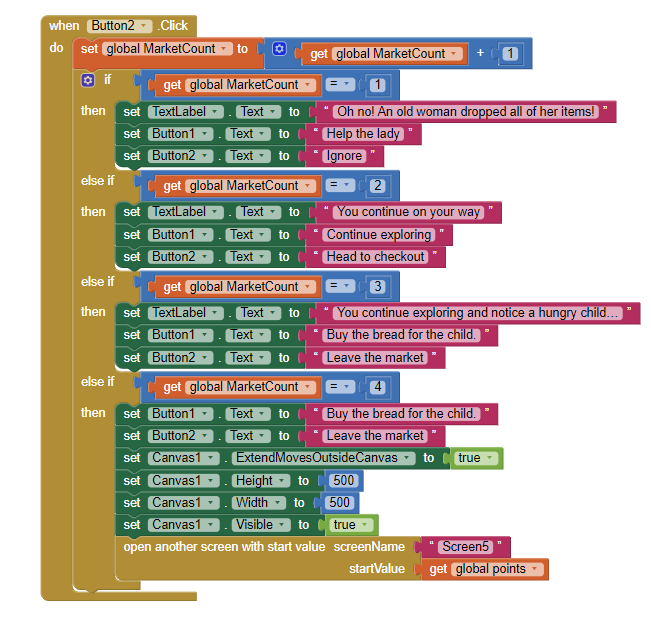 when Button2 .Click
do set global MarketCount to get global MarketCount + 1
if get global MarketCount = 1
then set TextLabel . Text to " Oh no! An old woman dropped all of her items! "
set Button1 . Text to " Help the lady "
set Button2 . Text to " Ignore "
else if get global MarketCount = 2
then set TextLabel . Text to " You continue on your way "
set Button1 . Text to " Continue exploring "
set Button2 . Text to " Head to checkout "
else if get global MarketCount = 3
then set TextLabel . Text to " You continue exploring and notice a hungry child... "
set Button1 . Text to " Buy the bread for the child. "
set Button2 . Text to " Leave the market "
else if get global MarketCount = 4
then set Button1 . Text to " Buy the bread for the child. "
set Button2 . Text to " Leave the market "
set Canvas1 . ExtendMovesOutsideCanvas to true
set Canvas1 . Height to 500
set Canvas1 . Width to 500
set Canvas1 . Visible to true
open another screen with start value screenName " Screen5 "
startValue get global points